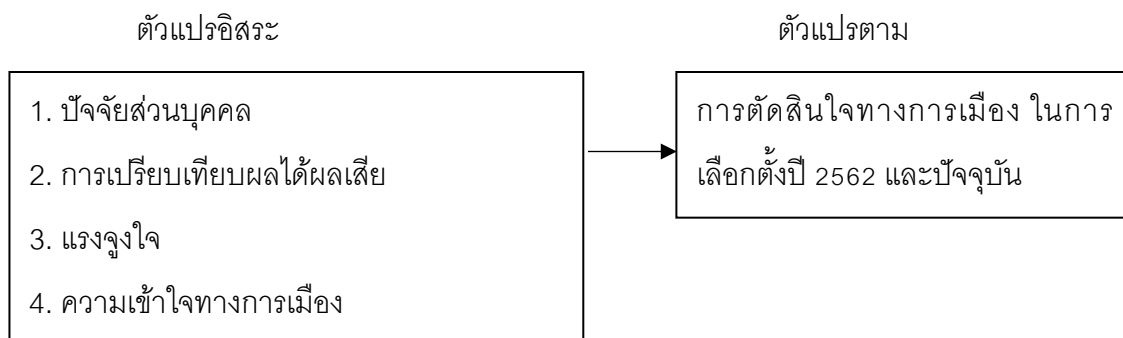 ตัวแปรอิสระ
ตัวแปรตาม
1. ปัจจัยส่วนบุคคล
2. การเปรียบเทียบผลได้ผลเสีย
3. แรงจูงใจ
4. ความเข้าใจทางการเมือง
การตัดสินใจทางการเมือง ในการ
เลือกตั้งปี 2562 และปัจจุบัน